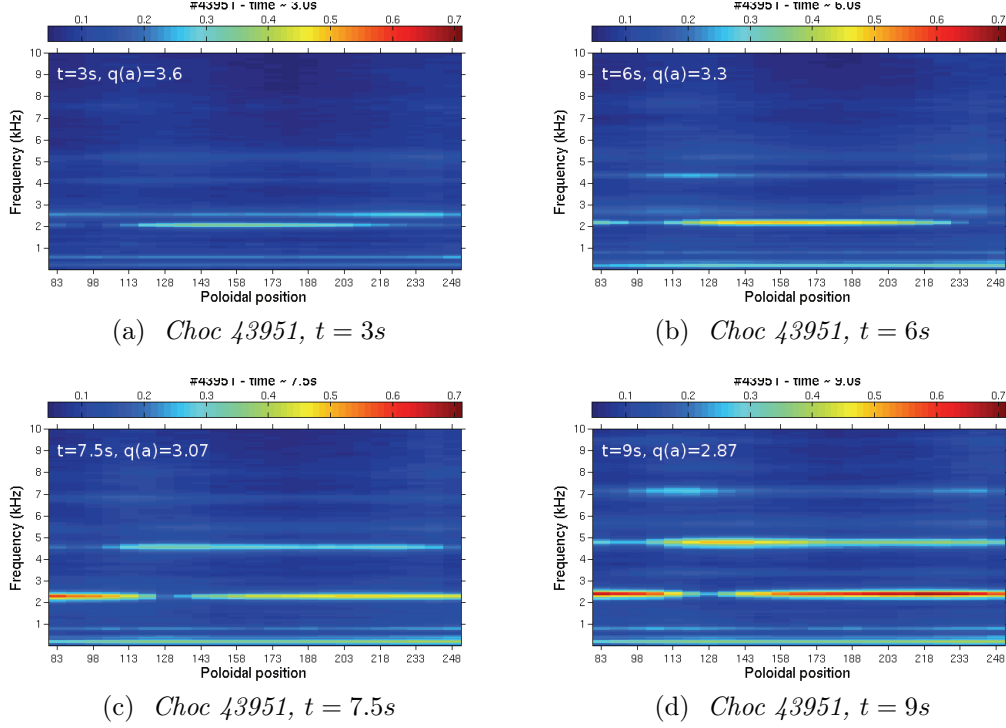 #43951 - time ~ 3.0s
0.1 0.2 0.3 0.4 0.5 0.6 0.7
t=3s, q(a)=3.6
Frequency (kHz)
10
9
8
7
6
5
4
3
2
1
83 98 113 128 143 158 173 188 203 218 233 248
Poloidal position
(a) Choc 43951, t = 3s
#43951 - time ~ 6.0s
0.1 0.2 0.3 0.4 0.5 0.6 0.7
t=6s, q(a)=3.3
Frequency (kHz)
10
9
8
7
6
5
4
3
2
1
83 98 113 128 143 158 173 188 203 218 233 248
Poloidal position
(b) Choc 43951, t = 6s
#43951 - time ~ 7.5s
0.1 0.2 0.3 0.4 0.5 0.6 0.7
t=7.5s, q(a)=3.07
Frequency (kHz)
10
9
8
7
6
5
4
3
2
1
83 98 113 128 143 158 173 188 203 218 233 248
Poloidal position
(c) Choc 43951, t = 7.5s
#43951 - time ~ 9.0s
0.1 0.2 0.3 0.4 0.5 0.6 0.7
t=9s, q(a)=2.87
Frequency (kHz)
10
9
8
7
6
5
4
3
2
1
83 98 113 128 143 158 173 188 203 218 233 248
Poloidal position
(d) Choc 43951, t = 9s